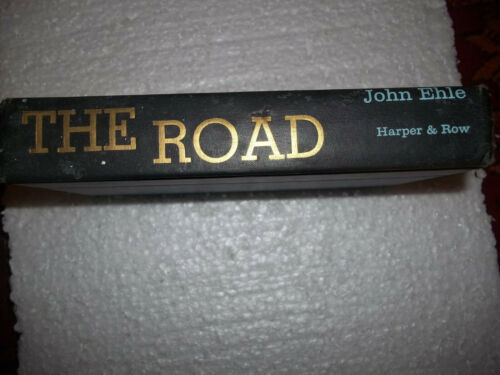 THE ROAD
John Ehle
Harper & Row